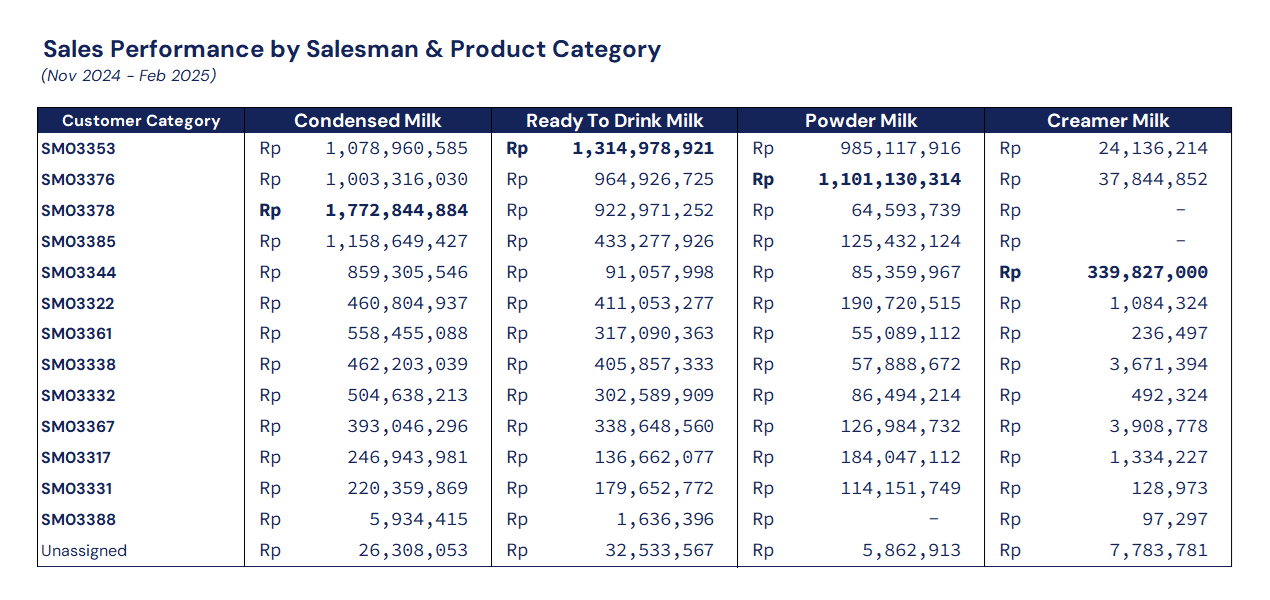 Sales Performance by Salesman & Product Category
(Nov 2024 - Feb 2025)
Customer Category Condensed Milk Ready To Drink Milk Powder Milk Creamer Milk
SM03353 Rp 1,078,960,585 Rp 1,314,978,921 Rp 985,117,916 Rp 24,136,214
SM03376 Rp 1,003,316,030 Rp 964,926,725 Rp 1,101,130,314 Rp 37,844,852
SM03378 Rp 1,772,844,884 Rp 922,971,252 Rp 64,593,739 Rp -
SM03385 Rp 1,158,649,427 Rp 433,277,926 Rp 125,432,124 Rp -
SM03344 Rp 859,305,546 Rp 91,057,998 Rp 85,359,967 Rp 339,827,000
SM03322 Rp 460,804,937 Rp 411,053,277 Rp 190,720,515 Rp 1,084,324
SM03361 Rp 558,455,088 Rp 317,090,363 Rp 55,089,112 Rp 236,497
SM03338 Rp 462,203,039 Rp 405,857,333 Rp 57,888,672 Rp 3,671,394
SM03332 Rp 504,638,213 Rp 302,589,909 Rp 86,494,214 Rp 492,324
SM03367 Rp 393,046,296 Rp 338,648,560 Rp 126,984,732 Rp 3,908,778
SM03317 Rp 246,943,981 Rp 136,662,077 Rp 184,047,112 Rp 1,334,227
SM03331 Rp 220,359,869 Rp 179,652,772 Rp 114,151,749 Rp 128,973
SM03388 Rp 5,934,415 Rp 1,636,396 Rp - Rp 97,297
Unassigned Rp 26,308,053 Rp 32,533,567 Rp 5,862,913 Rp 7,783,781